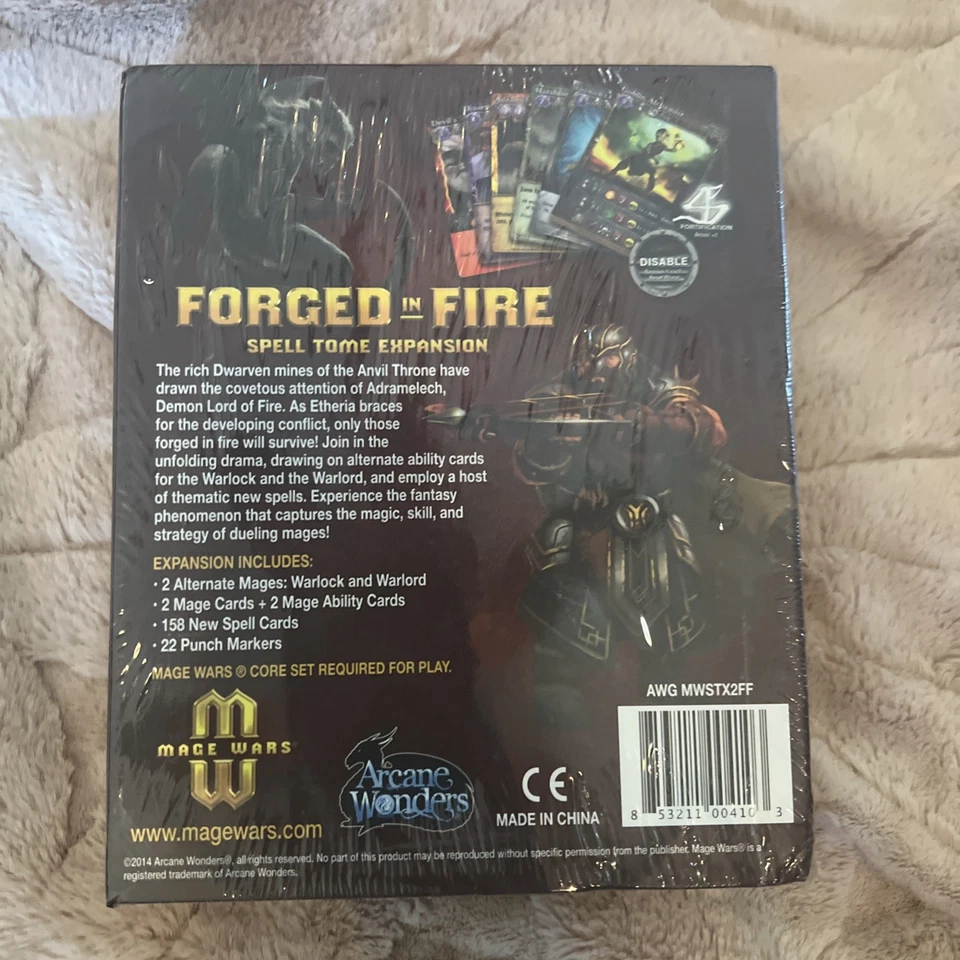 Goblin Alchemist
FORTIFICATION
DISABLE
FORGED IN FIRE
SPELL TOME EXPANSION
The rich Dwarven mines of the Anvil Throne have
drawn the covetous attention of Adramelech,
Demon Lord of Fire. As Etheria braces
for the developing conflict, only those
forged in fire will survive! Join in the
unfolding drama, drawing on alternate ability cards
for the Warlock and the Warlord, and employ a host
of thematic new spells. Experience the fantasy
phenomenon that captures the magic, skill, and
strategy of dueling mages!
EXPANSION INCLUDES:
· 2 Alternate Mages: Warlock and Warlord
· 2 Mage Cards + 2 Mage Ability Cards
· 158 New Spell Cards
· 22 Punch Markers
MAGE WARS ® CORE SET REQUIRED FOR PLAY.
AWG MWSTX2FF
M
MAGE WARS®
W
Arcane
Wonders
CE
MADE IN CHINA
8 53211 00410 3
www.magewars.com
©2014 Arcane Wonders®, all rights reserved. No part of this product may be reproduced without specific permission from the publisher. Mage Wars® is a
registered trademark of Arcane Wonders.